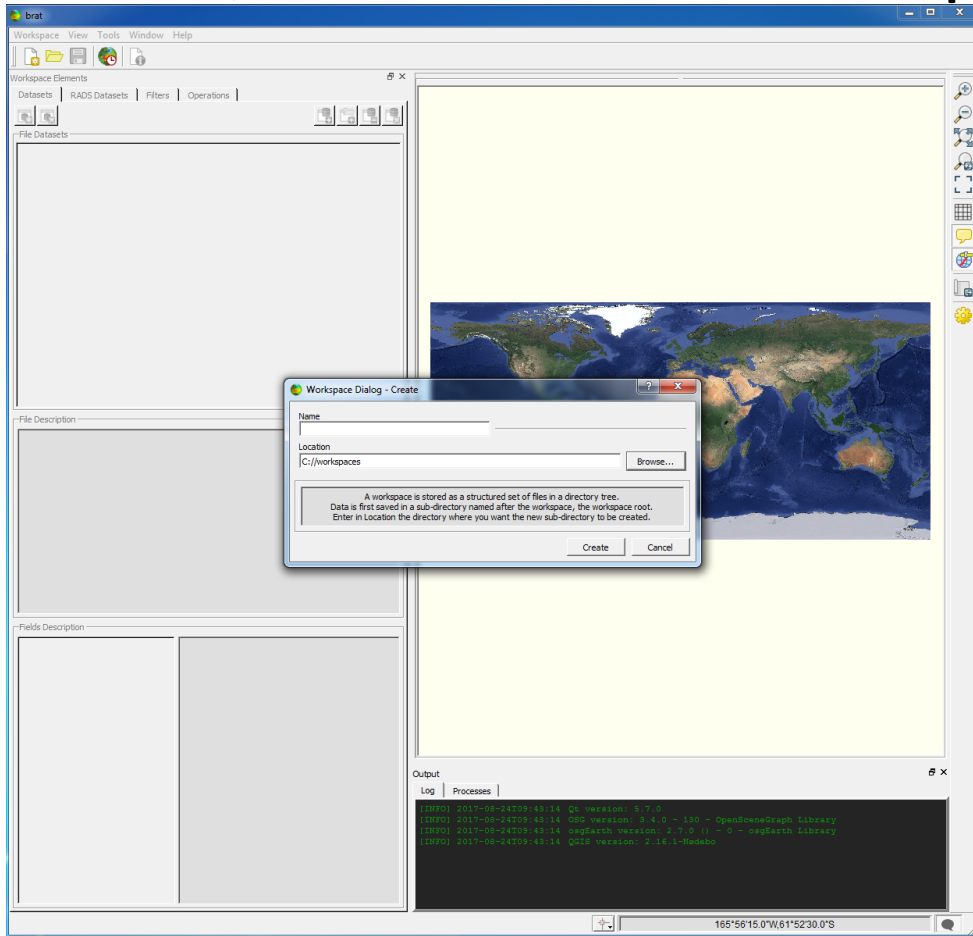 brat
Workspace View Tools Window Help
Workspace Elements
Datasets RADS Datasets Filters Operations
File Datasets
File Description
Fields Description
Workspace Dialog - Create
Name
Location
C://workspaces
Browse...
A workspace is stored as a structured set of files in a directory tree.
Data is first saved in a sub-directory named after the workspace, the workspace root.
Enter in Location the directory where you want the new sub-directory to be created.
Create Cancel
Output
Log Processes
[INFO] 2017-08-24T09:43:14 Qt version: 5.7.0
[INFO] 2017-08-24T09:43:14 OSG version: 3.4.0 - 130 - OpenSceneGraph Library
[INFO] 2017-08-24T09:43:14 osgEarth version: 2.7.0 () - 0 - osgEarth Library
[INFO] 2017-08-24T09:43:14 QGIS version: 2.16.1-Nødebo
165°56'15.0"W,61°52'30.0"S